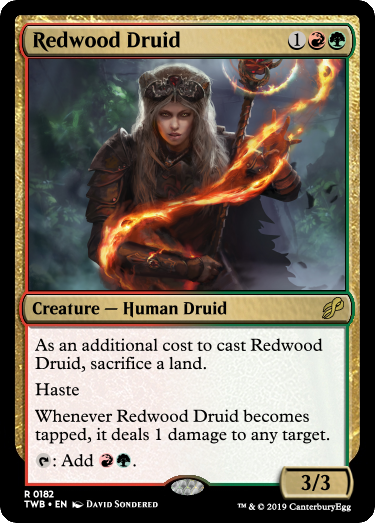 Redwood Druid 1
Creature — Human Druid
As an additional cost to cast Redwood
Druid, sacrifice a land.
Haste
Whenever Redwood Druid becomes
tapped, it deals 1 damage to any target.
: Add .
3/3
R 0182
TWB • EN David Sondered
™ & © 2019 CanterburyEgg